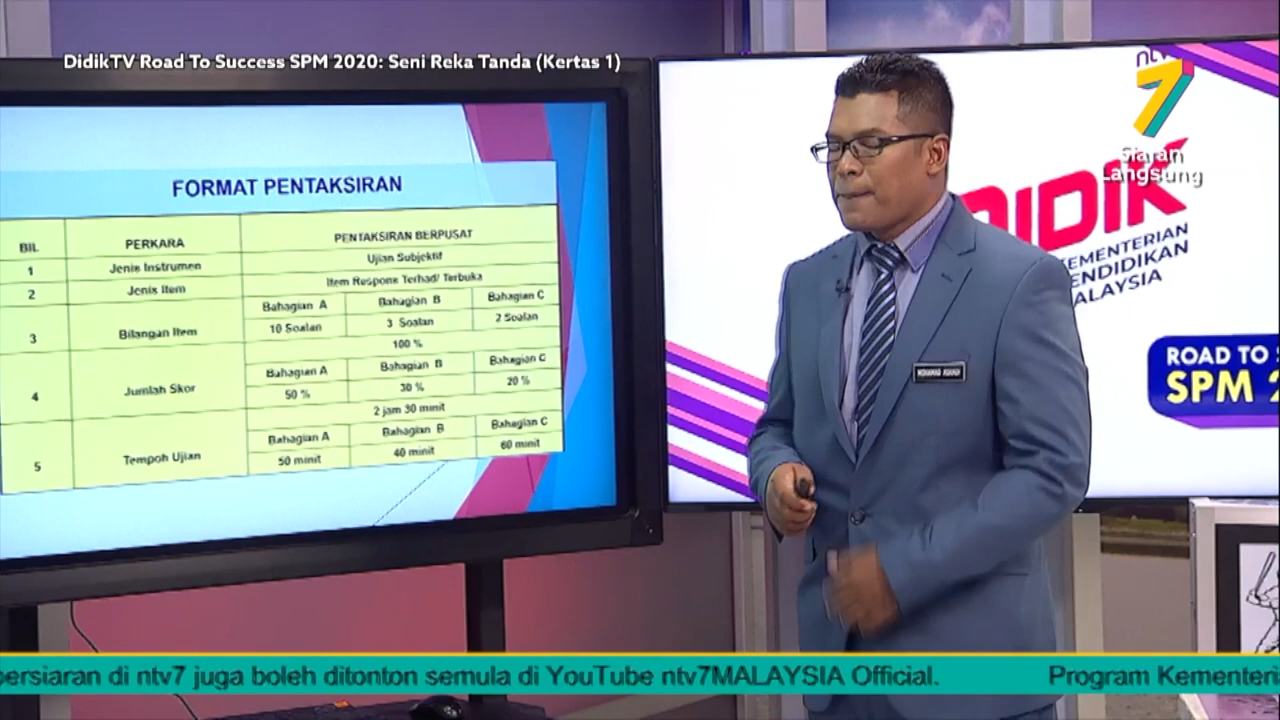 DidikTV Road To Success SPM 2020: Seni Reka Tanda (Kertas 1)
FORMAT PENTAKSIRAN
BIL PERKARA PENTAKSIRAN BERPUSAT
1 Jenis Instrumen Ujian Subjektif
2 Jenis Item Item Respons Terhad/ Terbuka
3 Bilangan Item Bahagian A Bahagian B Bahagian C
10 Soalan 3 Soalan 2 Soalan
100 %
4 Jumlah Skor Bahagian A Bahagian B Bahagian C
50 % 30 % 20 %
2 jam 30 minit
5 Tempoh Ujian Bahagian A Bahagian B Bahagian C
50 minit 40 minit 60 minit
ntv
7
Siaran
Langsung
DIDIK
KEMENTERIAN
PENDIDIKAN
MALAYSIA
ROAD TO
SPM 2
MOHAMAD
persiaran di ntv7 juga boleh ditonton semula di YouTube ntv7MALAYSIA Official. Program Kementeri